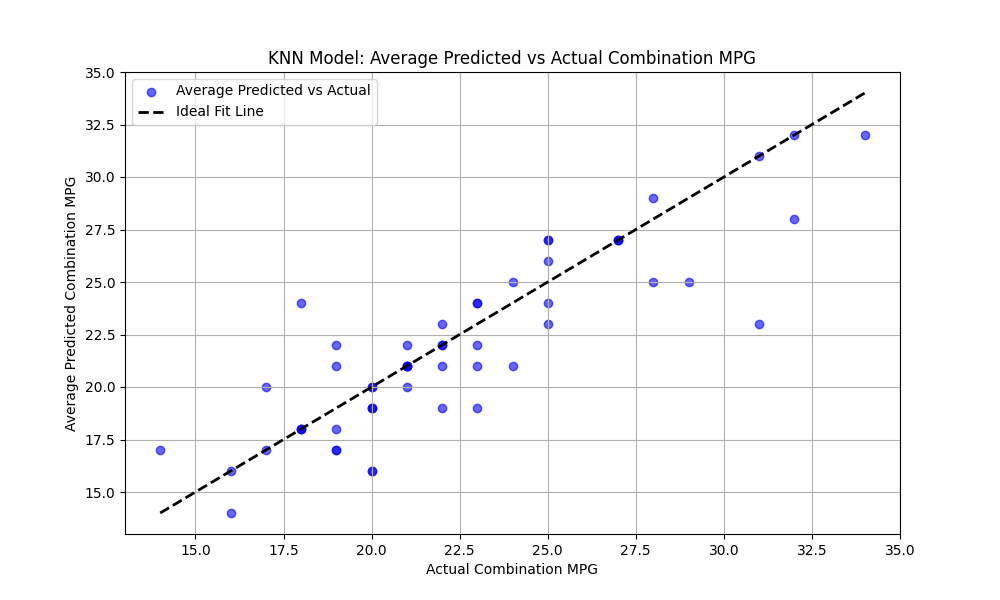 KNN Model: Average Predicted vs Actual Combination MPG
Average Predicted vs Actual
Ideal Fit Line
Average Predicted Combination MPG
35.0
32.5
30.0
27.5
25.0
22.5
20.0
17.5
15.0
15.0 17.5 20.0 22.5 25.0 27.5 30.0 32.5 35.0
Actual Combination MPG